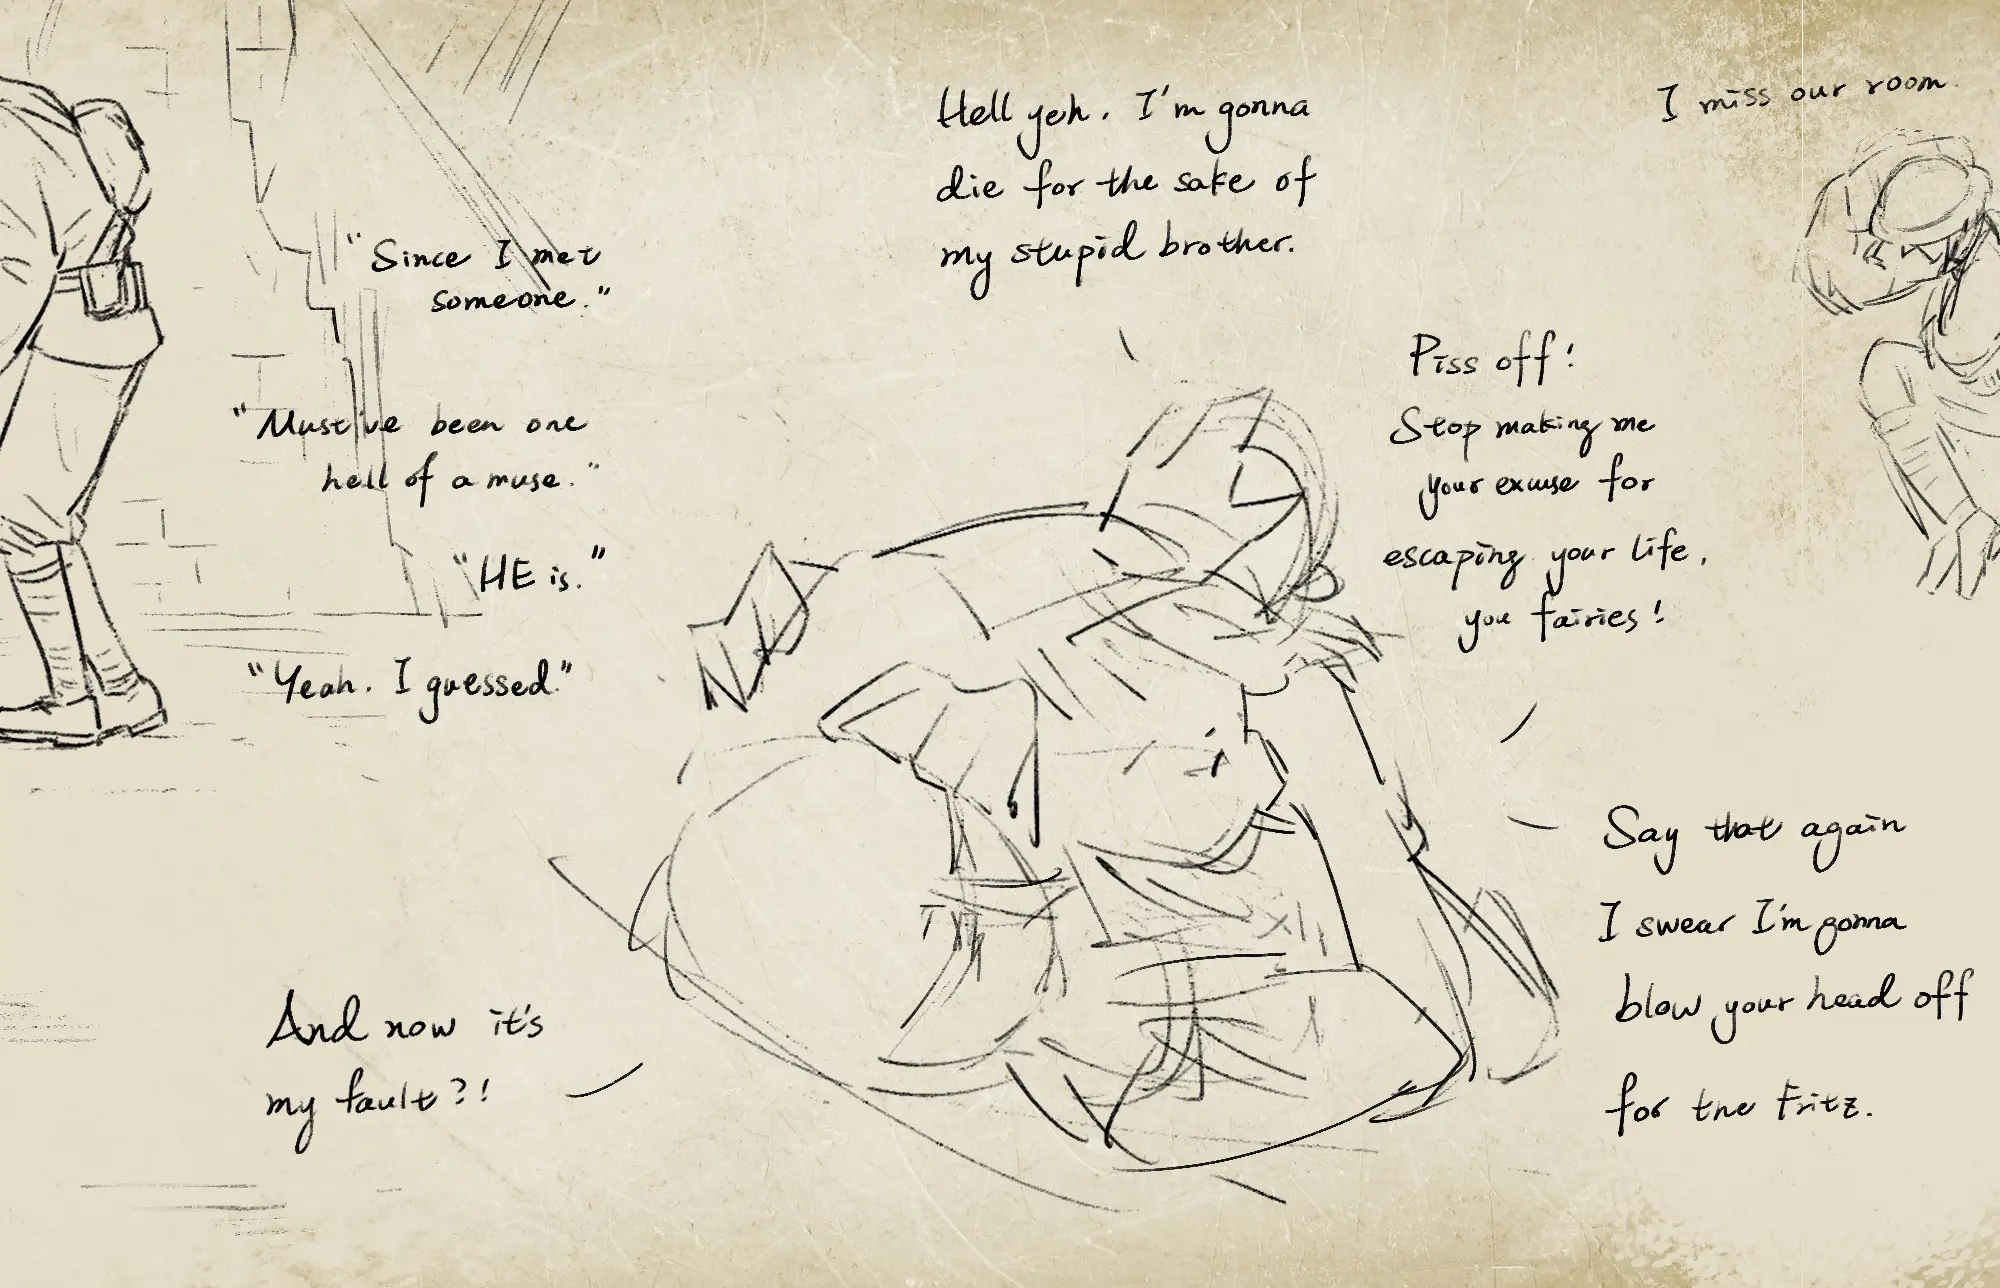 "Since I met
someone."
"Must've been one
hell of a muse."
"HE is."
"Yeah. I guessed."
Hell yeh. I'm gonna
die for the sake of
my stupid brother.
I miss our room.
Piss off!
Stop making me
your excuse for
escaping your life,
you fairies!
And now it's
my fault?!
Say that again
I swear I'm gonna
blow your head off
for the Fritz.